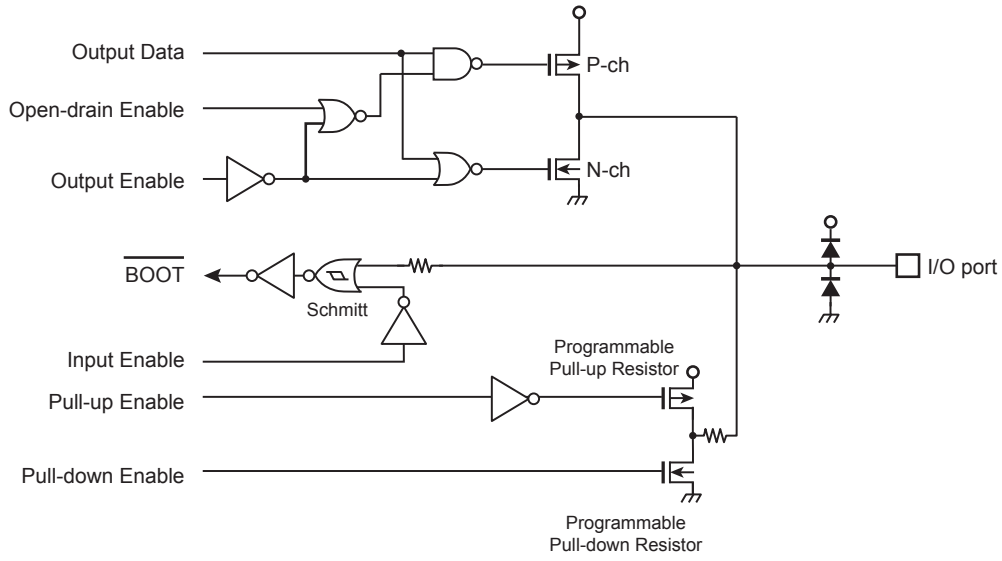 Output Data
P-ch
Open-drain Enable
Output Enable
N-ch
BOOT
I/O port
Schmitt
Input Enable
Programmable
Pull-up Resistor
Pull-up Enable
Pull-down Enable
Programmable
Pull-down Resistor